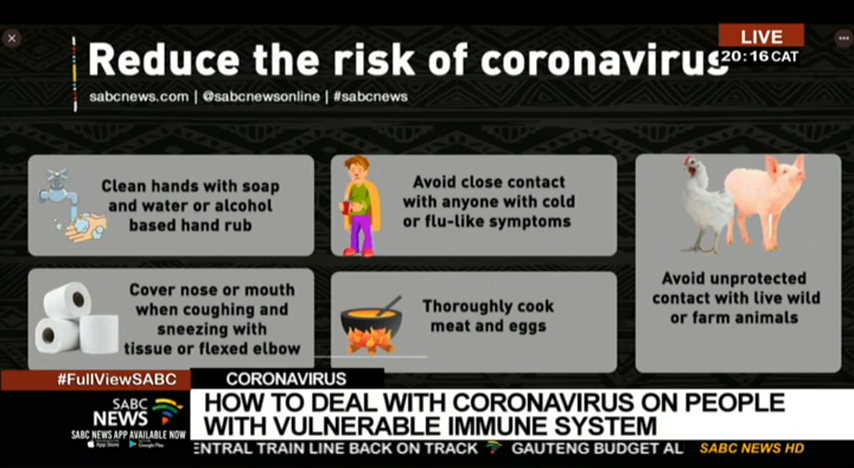 Reduce the risk of coronavirus
LIVE
20:16 CAT
sabcnews.com | @sabcnewsonline | #sabcnews
Clean hands with soap
and water or alcohol
based hand rub
Avoid close contact
with anyone with cold
or flu-like symptoms
Avoid unprotected
contact with live wild
or farm animals
Cover nose or mouth
when coughing and
sneezing with
tissue or flexed elbow
Thoroughly cook
meat and eggs
#FullViewSABC
CORONAVIRUS
SABC
NEWS
SABC NEWS APP AVAILABLE NOW
App Store
Google Play
HOW TO DEAL WITH CORONAVIRUS ON PEOPLE
WITH VULNERABLE IMMUNE SYSTEM
ENTRAL TRAIN LINE BACK ON TRACK GAUTENG BUDGET AL
SABC NEWS HD